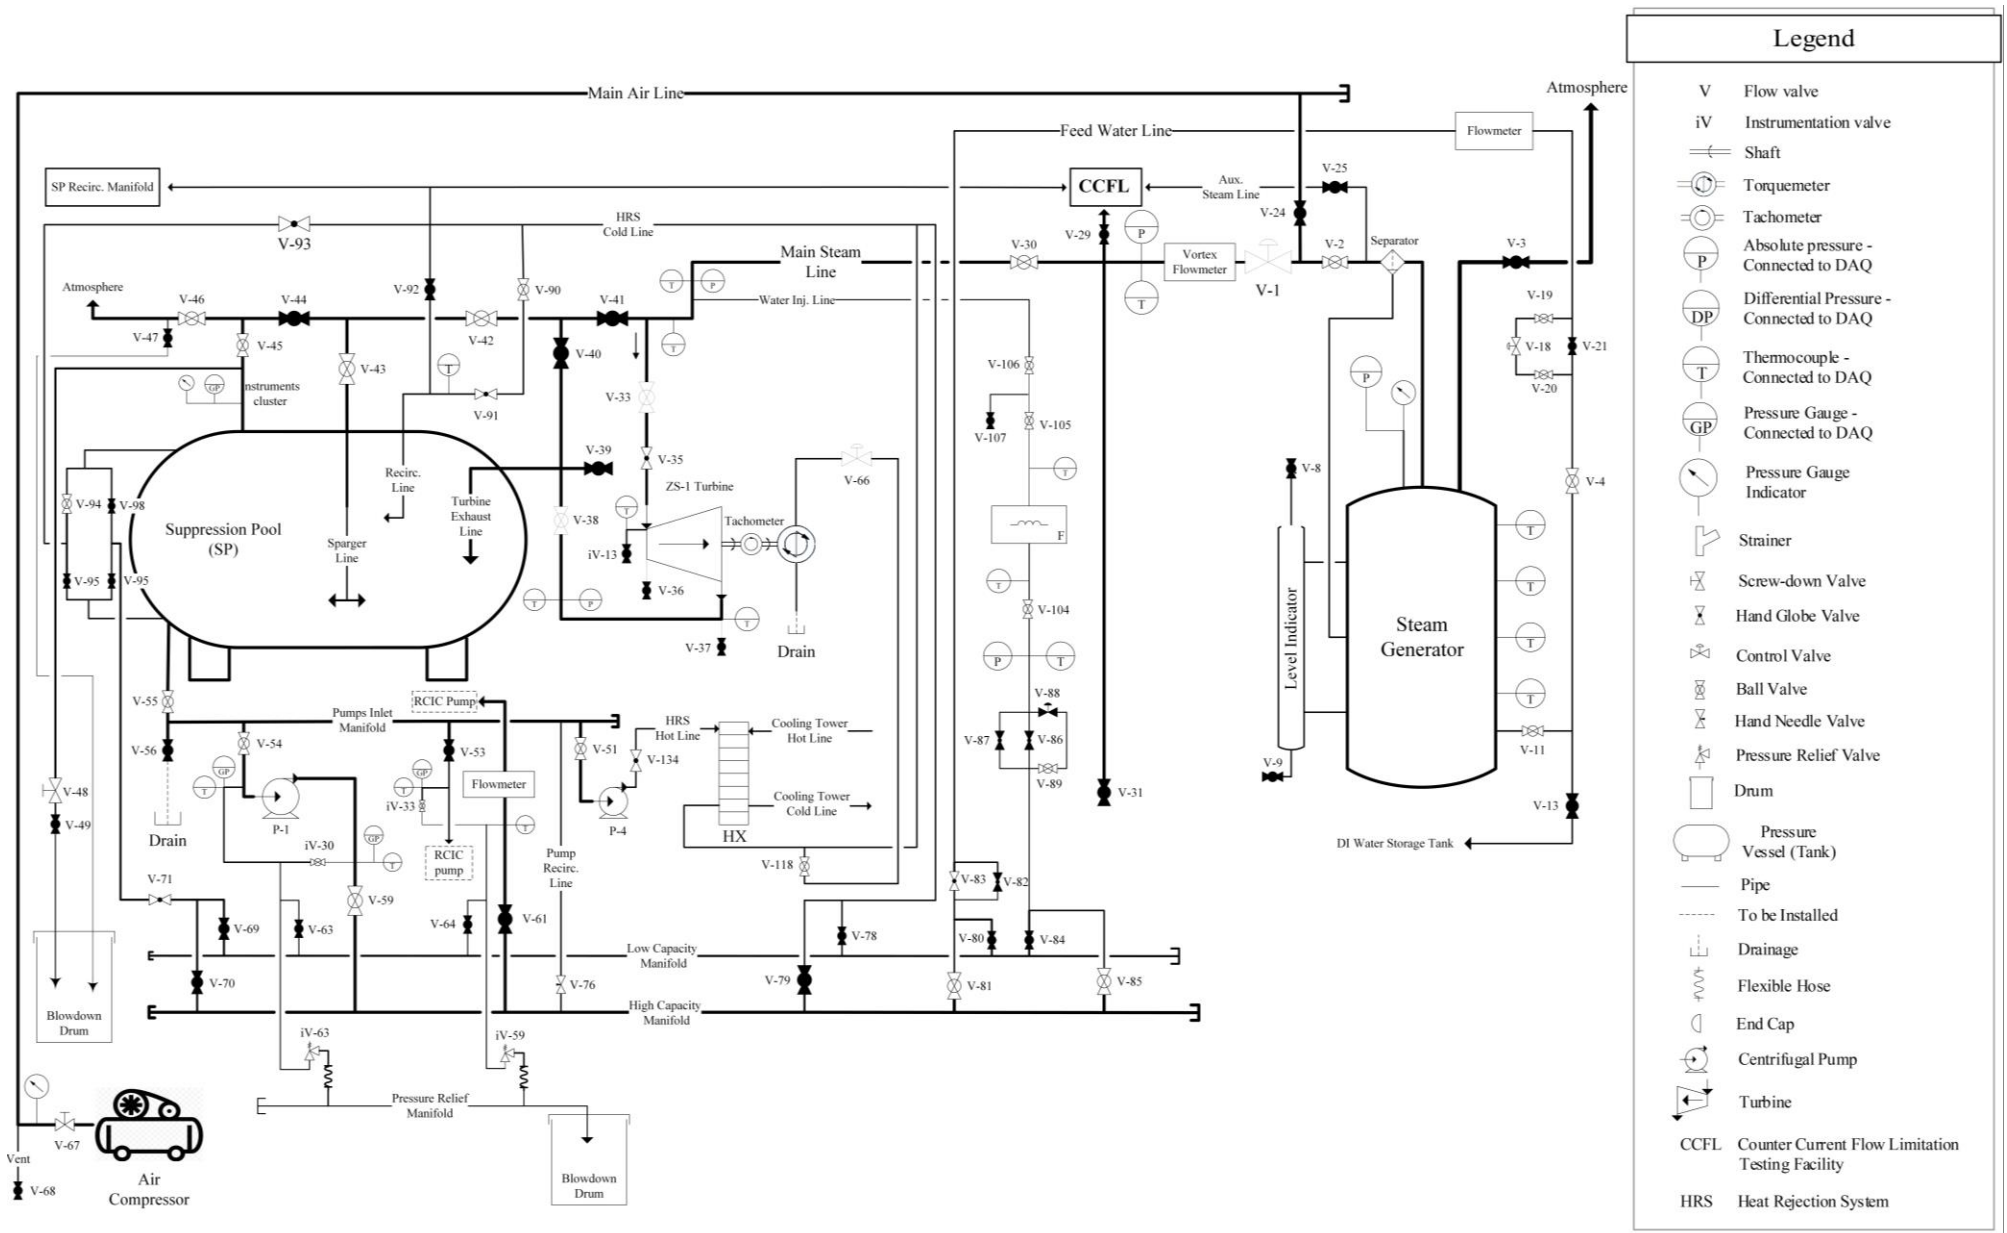 Main Air Line
Atmosphere
Feed Water Line
Flowmeter
SP Recirc. Manifold
CCFL
Aux.
Steam Line
V-25
V-24
V-93
HRS
Cold Line
V-29
P
T
V-30
Main Steam
Line
Vortex
Flowmeter
V-1
V-2
Separator
V-3
Atmosphere
V-46
V-44
V-92
V-90
V-41
T
P
Water Inj. Line
V-19
V-47
V-45
V-43
V-42
V-40
T
V-18
V-21
V-20
GP
nstruments
cluster
T
V-91
V-33
V-106
V-107
V-105
P
V-39
V-35
ZS-1 Turbine
V-66
T
V-8
V-4
V-94
V-98
Suppression Pool
(SP)
Recirc.
Line
Turbine
Exhaust
Line
Sparger
Line
V-38
T
iV-13
Tachometer
F
T
V-95
V-95
V-36
T
P
T
V-37
Drain
T
V-104
P
T
Level Indicator
Steam
Generator
T
T
T
V-55
Pumps Inlet
Manifold
RCIC Pump
HRS
Hot Line
Cooling Tower
Hot Line
V-88
V-87
V-86
V-89
V-11
V-56
V-54
V-53
V-51
V-134
V-9
V-31
V-13
V-48
V-49
T
GP
P-1
T
GP
iV-33
Flowmeter
P-4
Cooling Tower
Cold Line
HX
Drain
iV-30
GP
T
T
RCIC
pump
Pump
Recirc.
Line
V-118
DI Water Storage Tank
V-71
V-59
V-83
V-82
V-69
V-63
V-64
V-61
V-78
V-80
V-84
Low Capacity
Manifold
V-70
V-76
V-79
V-81
V-85
Blowdown
Drum
High Capacity
Manifold
iV-63
iV-59
Pressure Relief
Manifold
V-67
Vent
V-68
Air
Compressor
Blowdown
Drum
Legend
V Flow valve
iV Instrumentation valve
Shaft
Torquemeter
Tachometer
P Absolute pressure -
Connected to DAQ
DP Differential Pressure -
Connected to DAQ
T Thermocouple -
Connected to DAQ
GP Pressure Gauge -
Connected to DAQ
Pressure Gauge
Indicator
Strainer
Screw-down Valve
Hand Globe Valve
Control Valve
Ball Valve
Hand Needle Valve
Pressure Relief Valve
Drum
Pressure
Vessel (Tank)
Pipe
To be Installed
Drainage
Flexible Hose
End Cap
Centrifugal Pump
Turbine
CCFL Counter Current Flow Limitation
Testing Facility
HRS Heat Rejection System